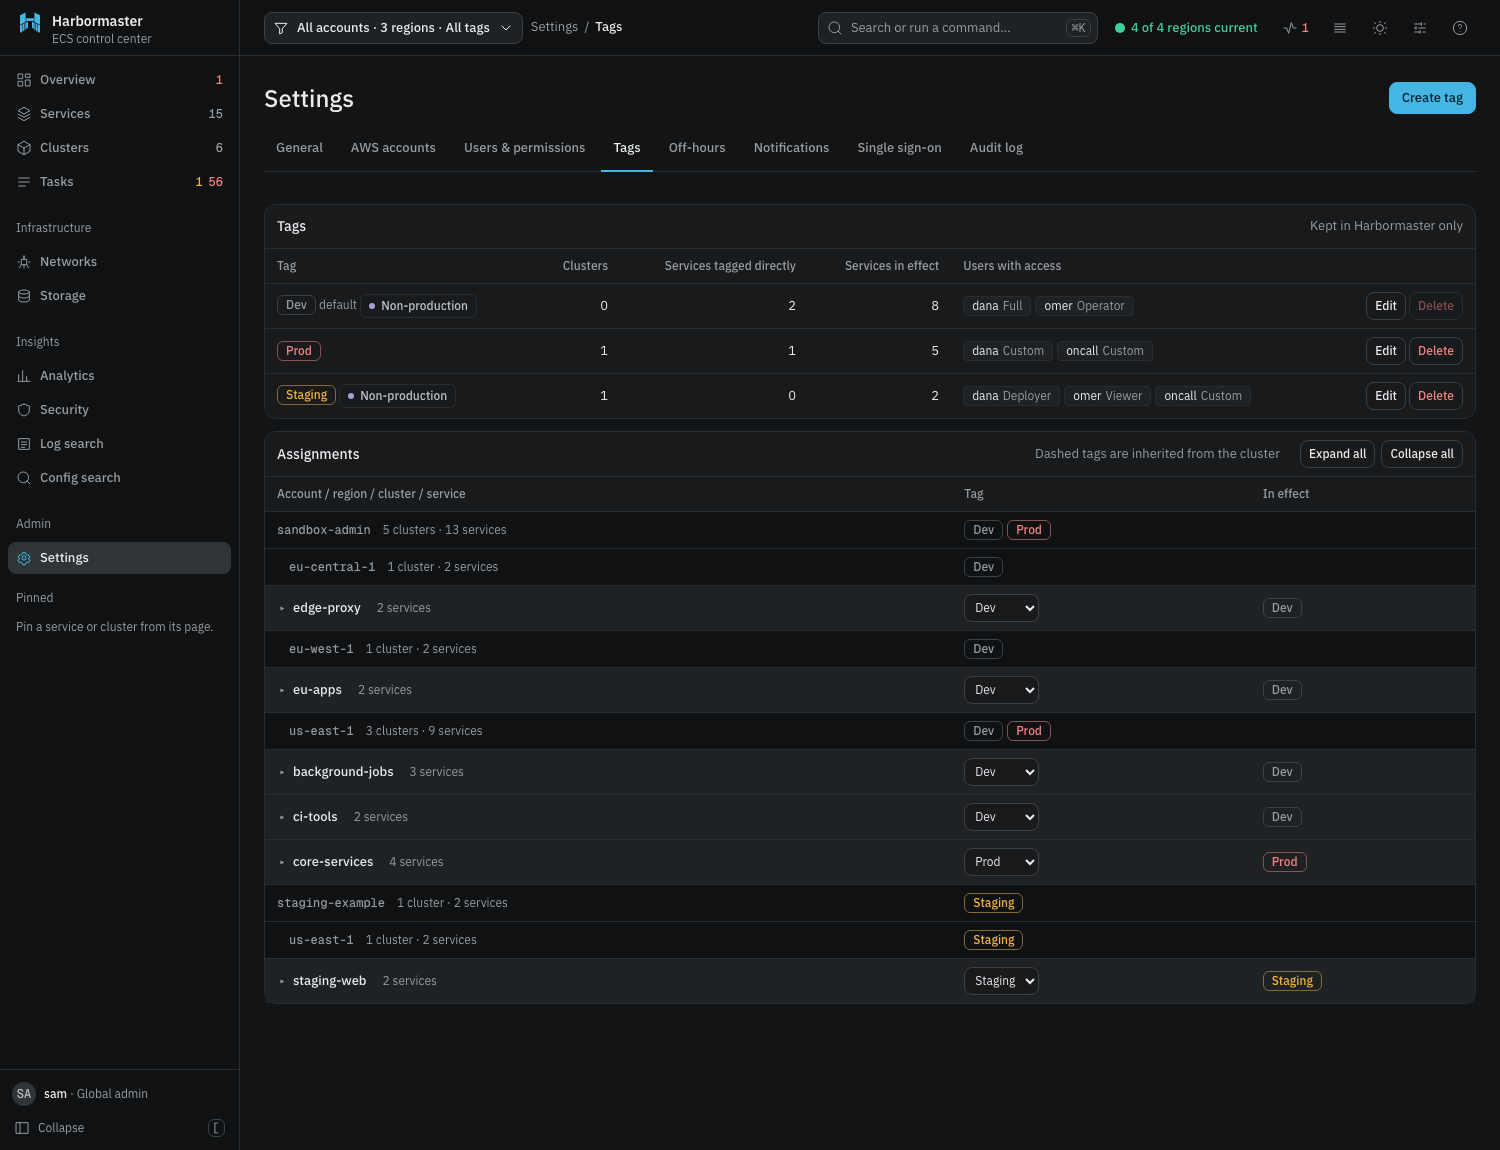 Harbormaster
ECS control center
All accounts · 3 regions · All tags
Settings / Tags
Search or run a command...
⌘K
4 of 4 regions current
1
Overview 1
Services 15
Clusters 6
Tasks 1 56
Infrastructure
Networks
Storage
Insights
Analytics
Security
Log search
Config search
Admin
Settings
Pinned
Pin a service or cluster from its page.
SA sam · Global admin
Collapse [
Settings
Create tag
General AWS accounts Users & permissions Tags Off-hours Notifications Single sign-on Audit log
Tags Kept in Harbormaster only
Tag Clusters Services tagged directly Services in effect Users with access
Dev default Non-production 0 2 8 dana Full omer Operator Edit Delete
Prod 1 1 5 dana Custom oncall Custom Edit Delete
Staging Non-production 1 0 2 dana Deployer omer Viewer oncall Custom Edit Delete
Assignments Dashed tags are inherited from the cluster Expand all Collapse all
Account / region / cluster / service Tag In effect
sandbox-admin 5 clusters · 13 services Dev Prod
eu-central-1 1 cluster · 2 services Dev
edge-proxy 2 services Dev Dev
eu-west-1 1 cluster · 2 services Dev
eu-apps 2 services Dev Dev
us-east-1 3 clusters · 9 services Dev Prod
background-jobs 3 services Dev Dev
ci-tools 2 services Dev Dev
core-services 4 services Prod Prod
staging-example 1 cluster · 2 services Staging
us-east-1 1 cluster · 2 services Staging
staging-web 2 services Staging Staging